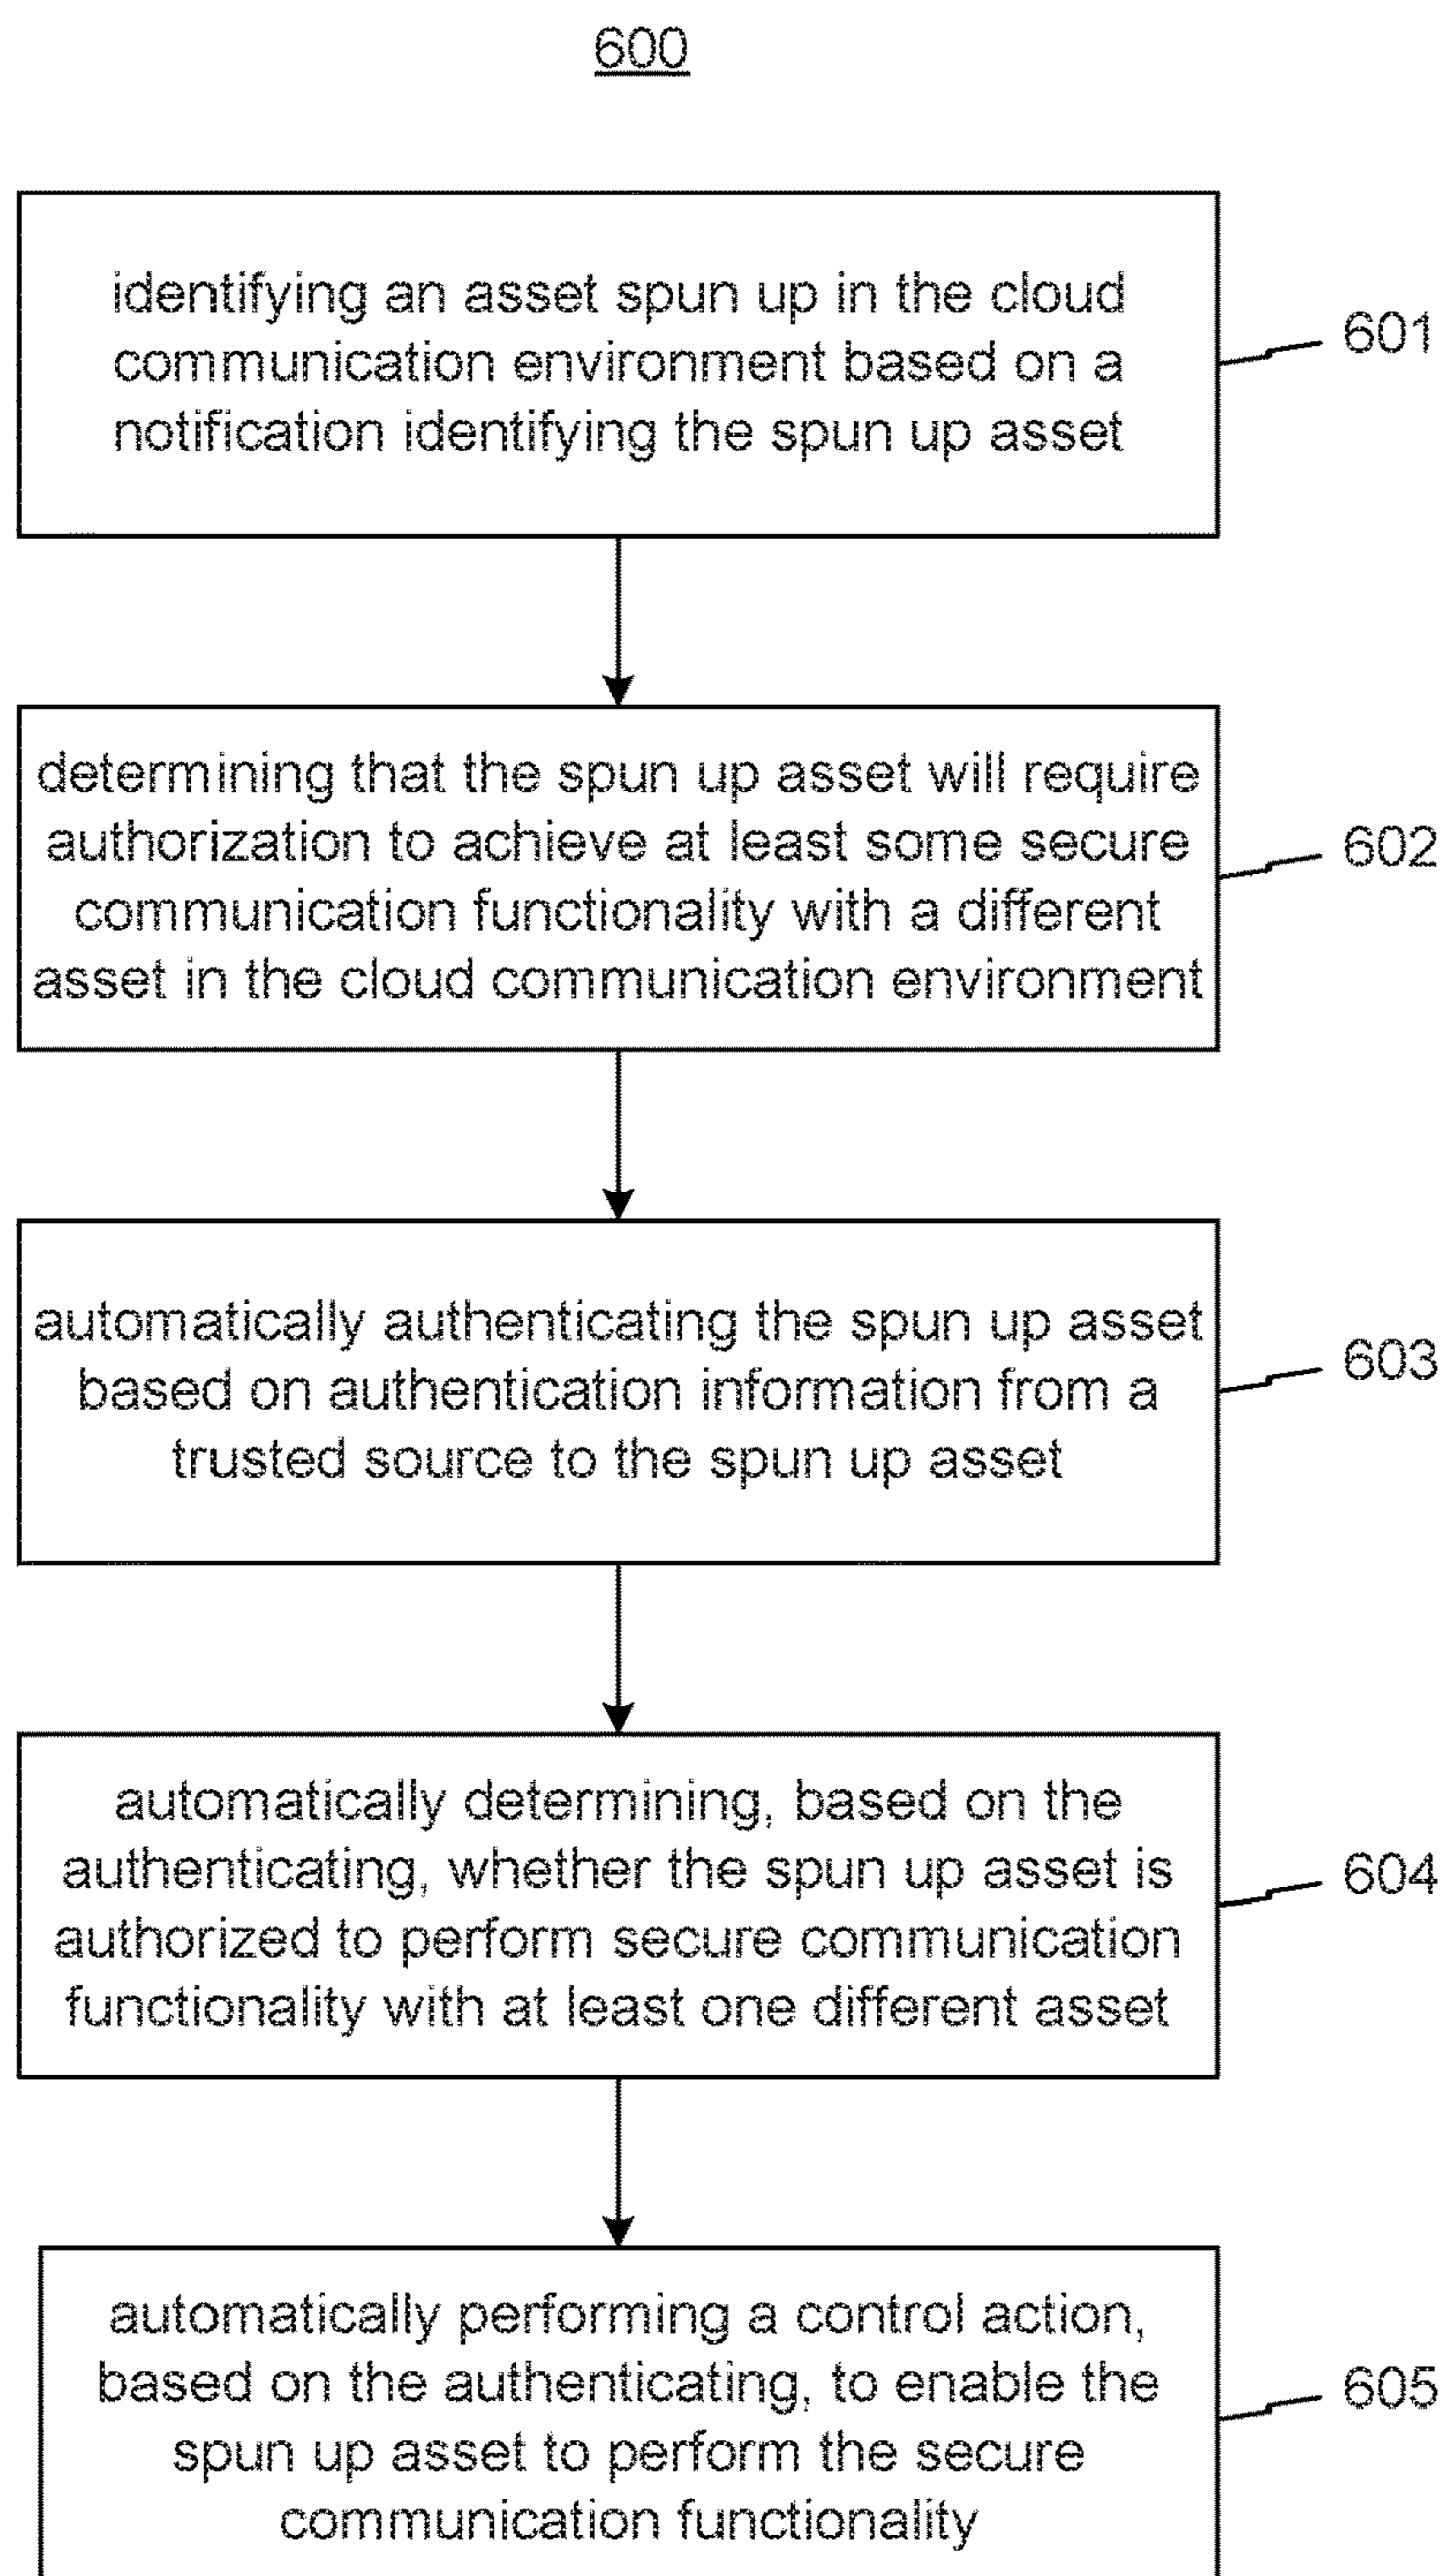 600
identifying an asset spun up in the cloud
communication environment based on a
notification identifying the spun up asset
601
determining that the spun up asset will require
authorization to achieve at least some secure
communication functionality with a different
asset in the cloud communication environment
602
automatically authenticating the spun up asset
based on authentication information from a
trusted source to the spun up asset
603
automatically determining, based on the
authenticating, whether the spun up asset is
authorized to perform secure communication
functionality with at least one different asset
604
automatically performing a control action,
based on the authenticating, to enable the
spun up asset to perform the secure
communication functionality
605